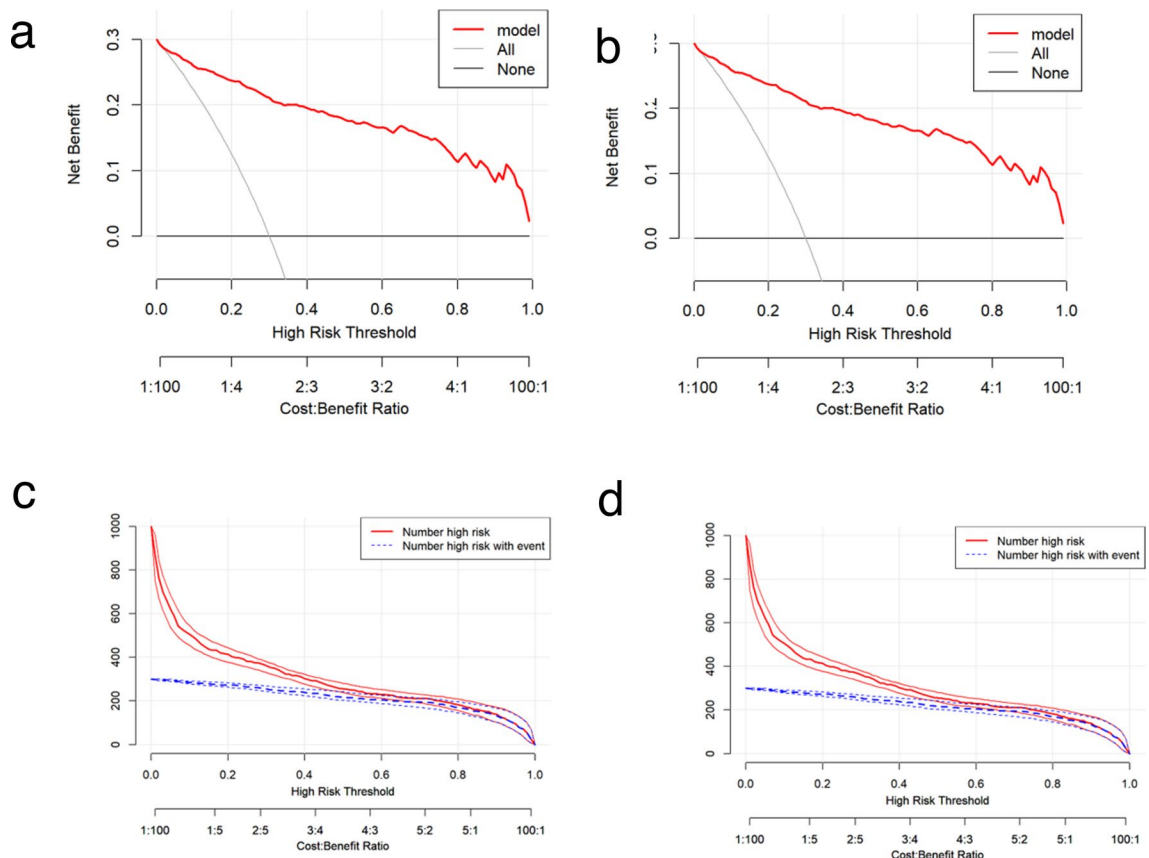 a
model
All
None
0.3
0.2
0.1
0.0
Net Benefit
0.0 0.2 0.4 0.6 0.8 1.0
High Risk Threshold
1:100 1:4 2:3 3:2 4:1 100:1
Cost:Benefit Ratio
b
model
All
None
0.1
0.0
Net Benefit
0.0 0.2 0.4 0.6 0.8 1.0
High Risk Threshold
1:100 1:4 2:3 3:2 4:1 100:1
Cost:Benefit Ratio
c
Number high risk
Number high risk with event
1000
800
600
400
200
0
0.0 0.2 0.4 0.6 0.8 1.0
High Risk Threshold
1:100 1:5 2:5 3:4 4:3 5:2 5:1 100:1
Cost:Benefit Ratio
d
Number high risk
Number high risk with event
1000
800
600
400
200
0
0.0 0.2 0.4 0.6 0.8 1.0
High Risk Threshold
1:100 1:5 2:5 3:4 4:3 5:2 5:1 100:1
Cost:Benefit Ratio